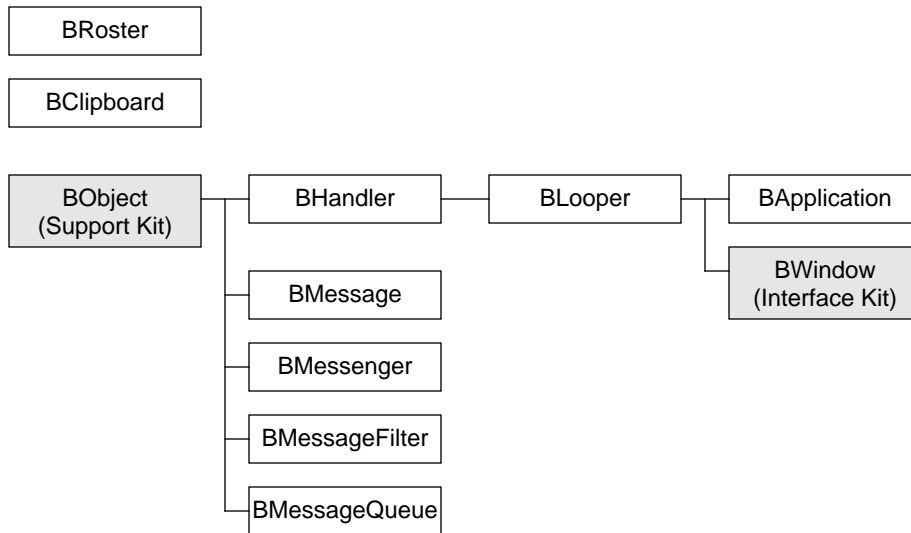 BRoster
BClipboard
BObject
(Support Kit)
BHandler
BLooper
BApplication
BWindow
(Interface Kit)
BMessage
BMessenger
BMessageFilter
BMessageQueue